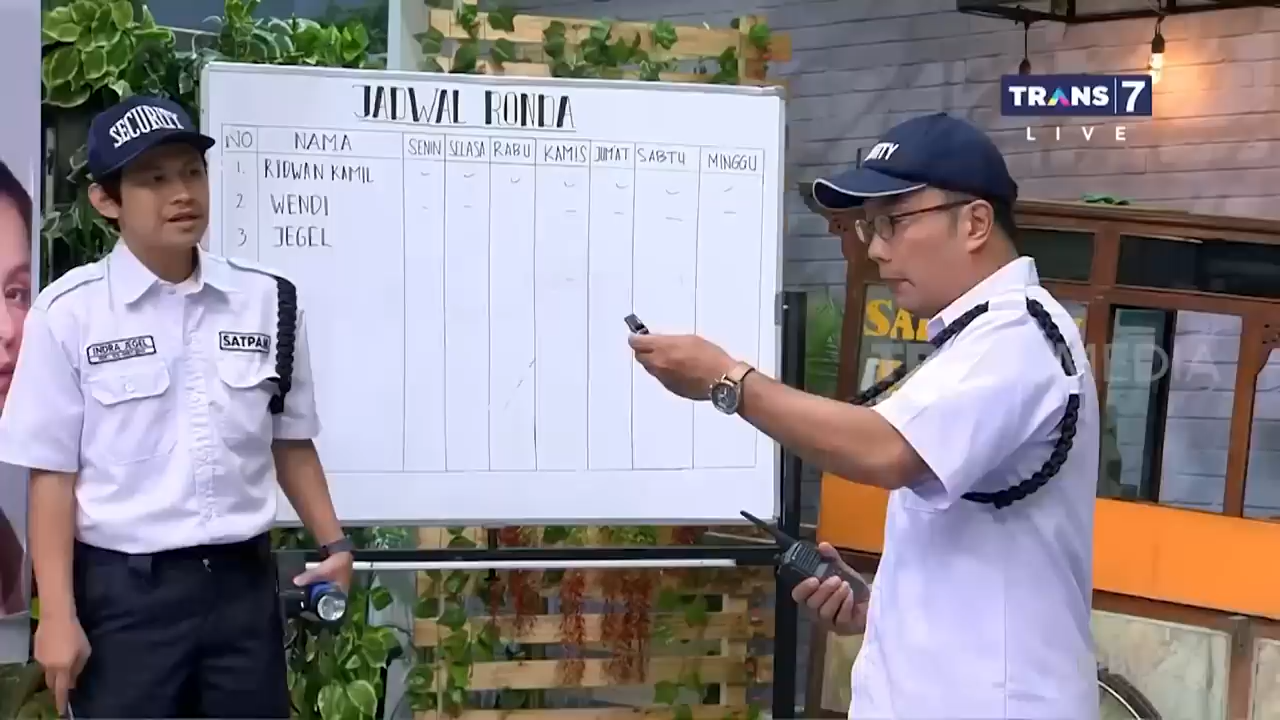 JADWAL RONDA
NO NAMA SENIN SELASA RABU KAMIS JUMAT SABTU MINGGU
1. RIDWAN KAMIL
2 WENDI
3 JEGEL
SECURITY
INDRA JEGEL
SATPAM
TRANS 7
LIVE